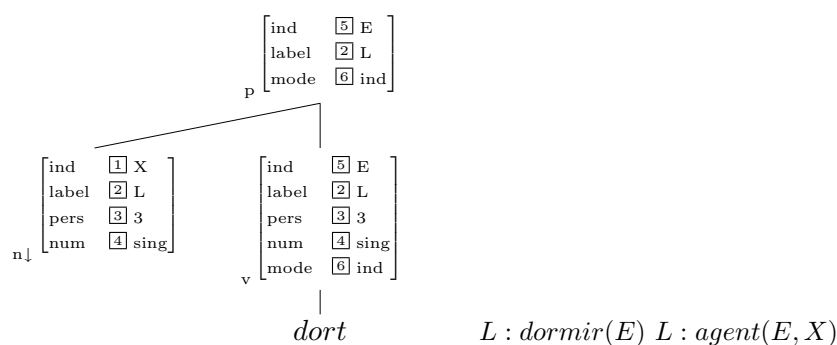 ind 5 E
label 2 L
mode 6 ind
p
ind 1 X
label 2 L
pers 3 3
num 4 sing
n↓
ind 5 E
label 2 L
pers 3 3
num 4 sing
mode 6 ind
v
dort
L : dormir(E) L : agent(E, X)